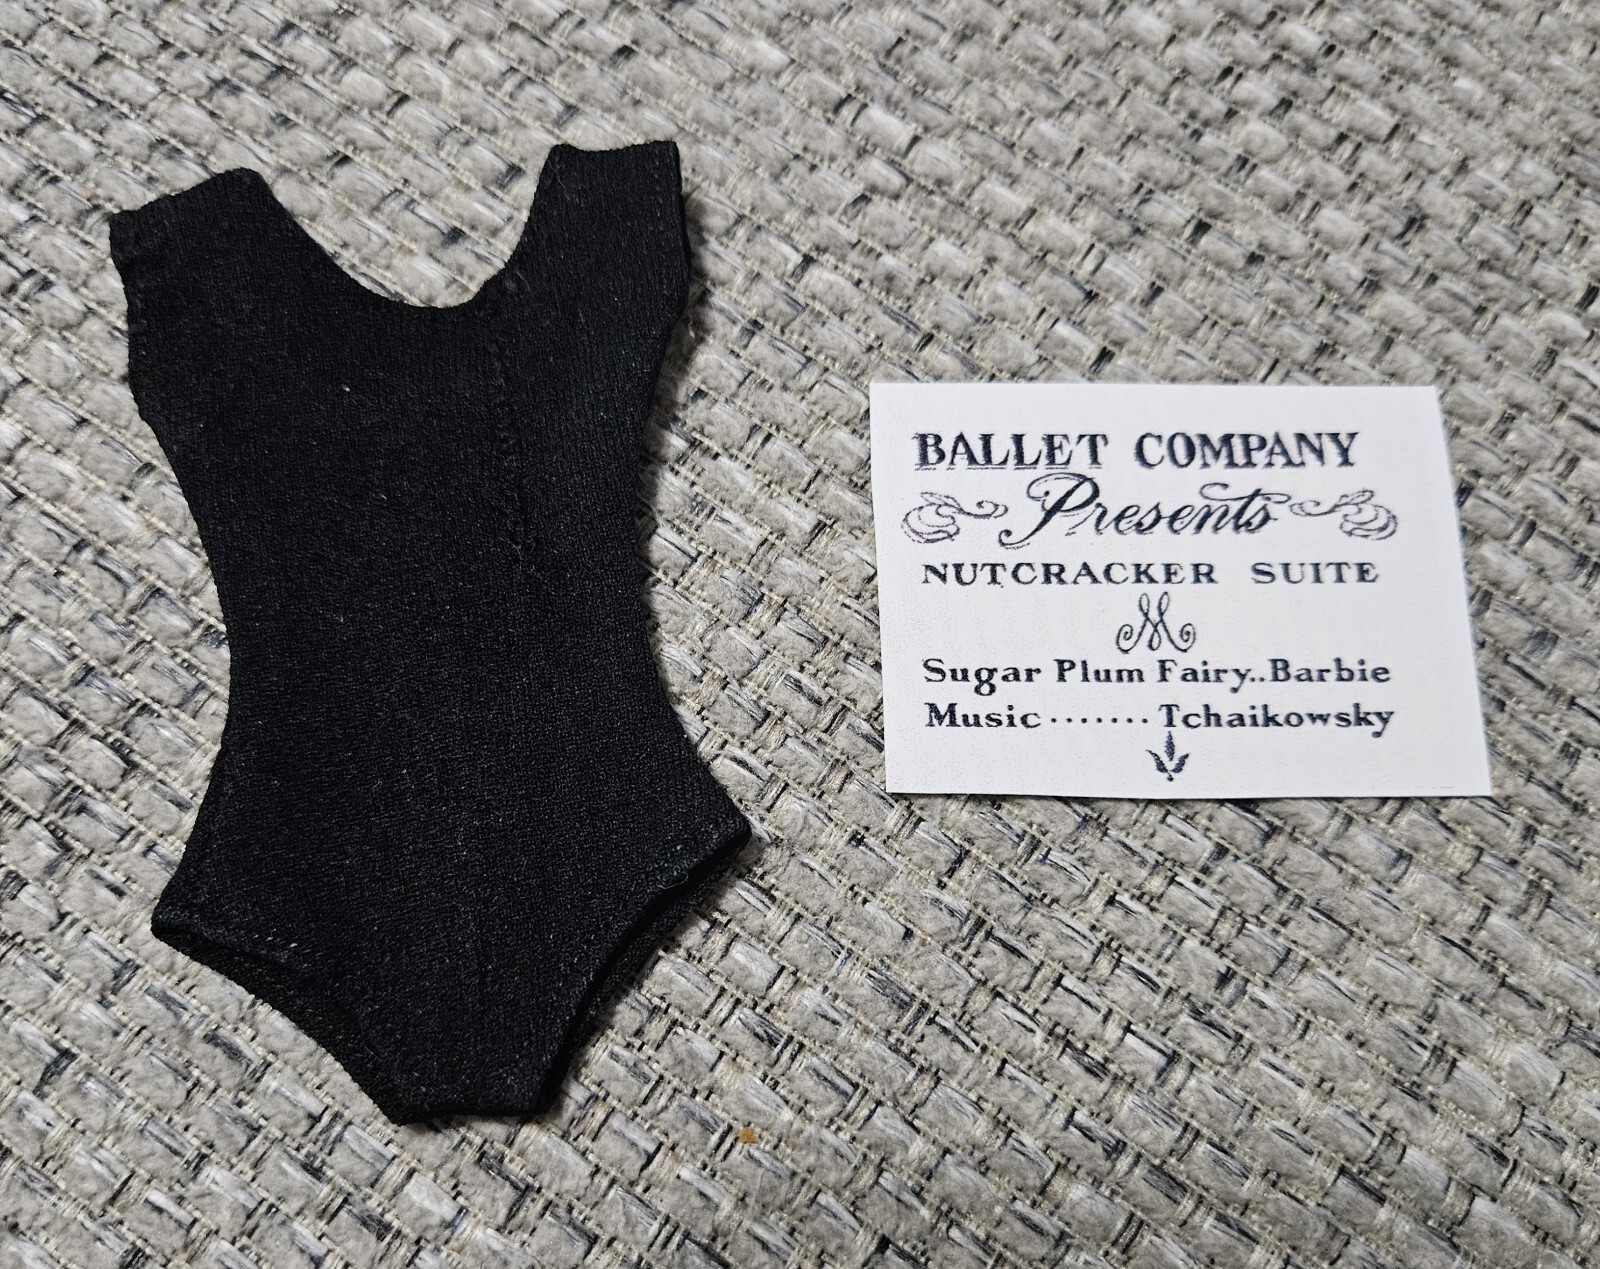 BALLET COMPANY
Presents
NUTCRACKER SUITE
M
Sugar Plum Fairy..Barbie
Music.......Tchaikowsky